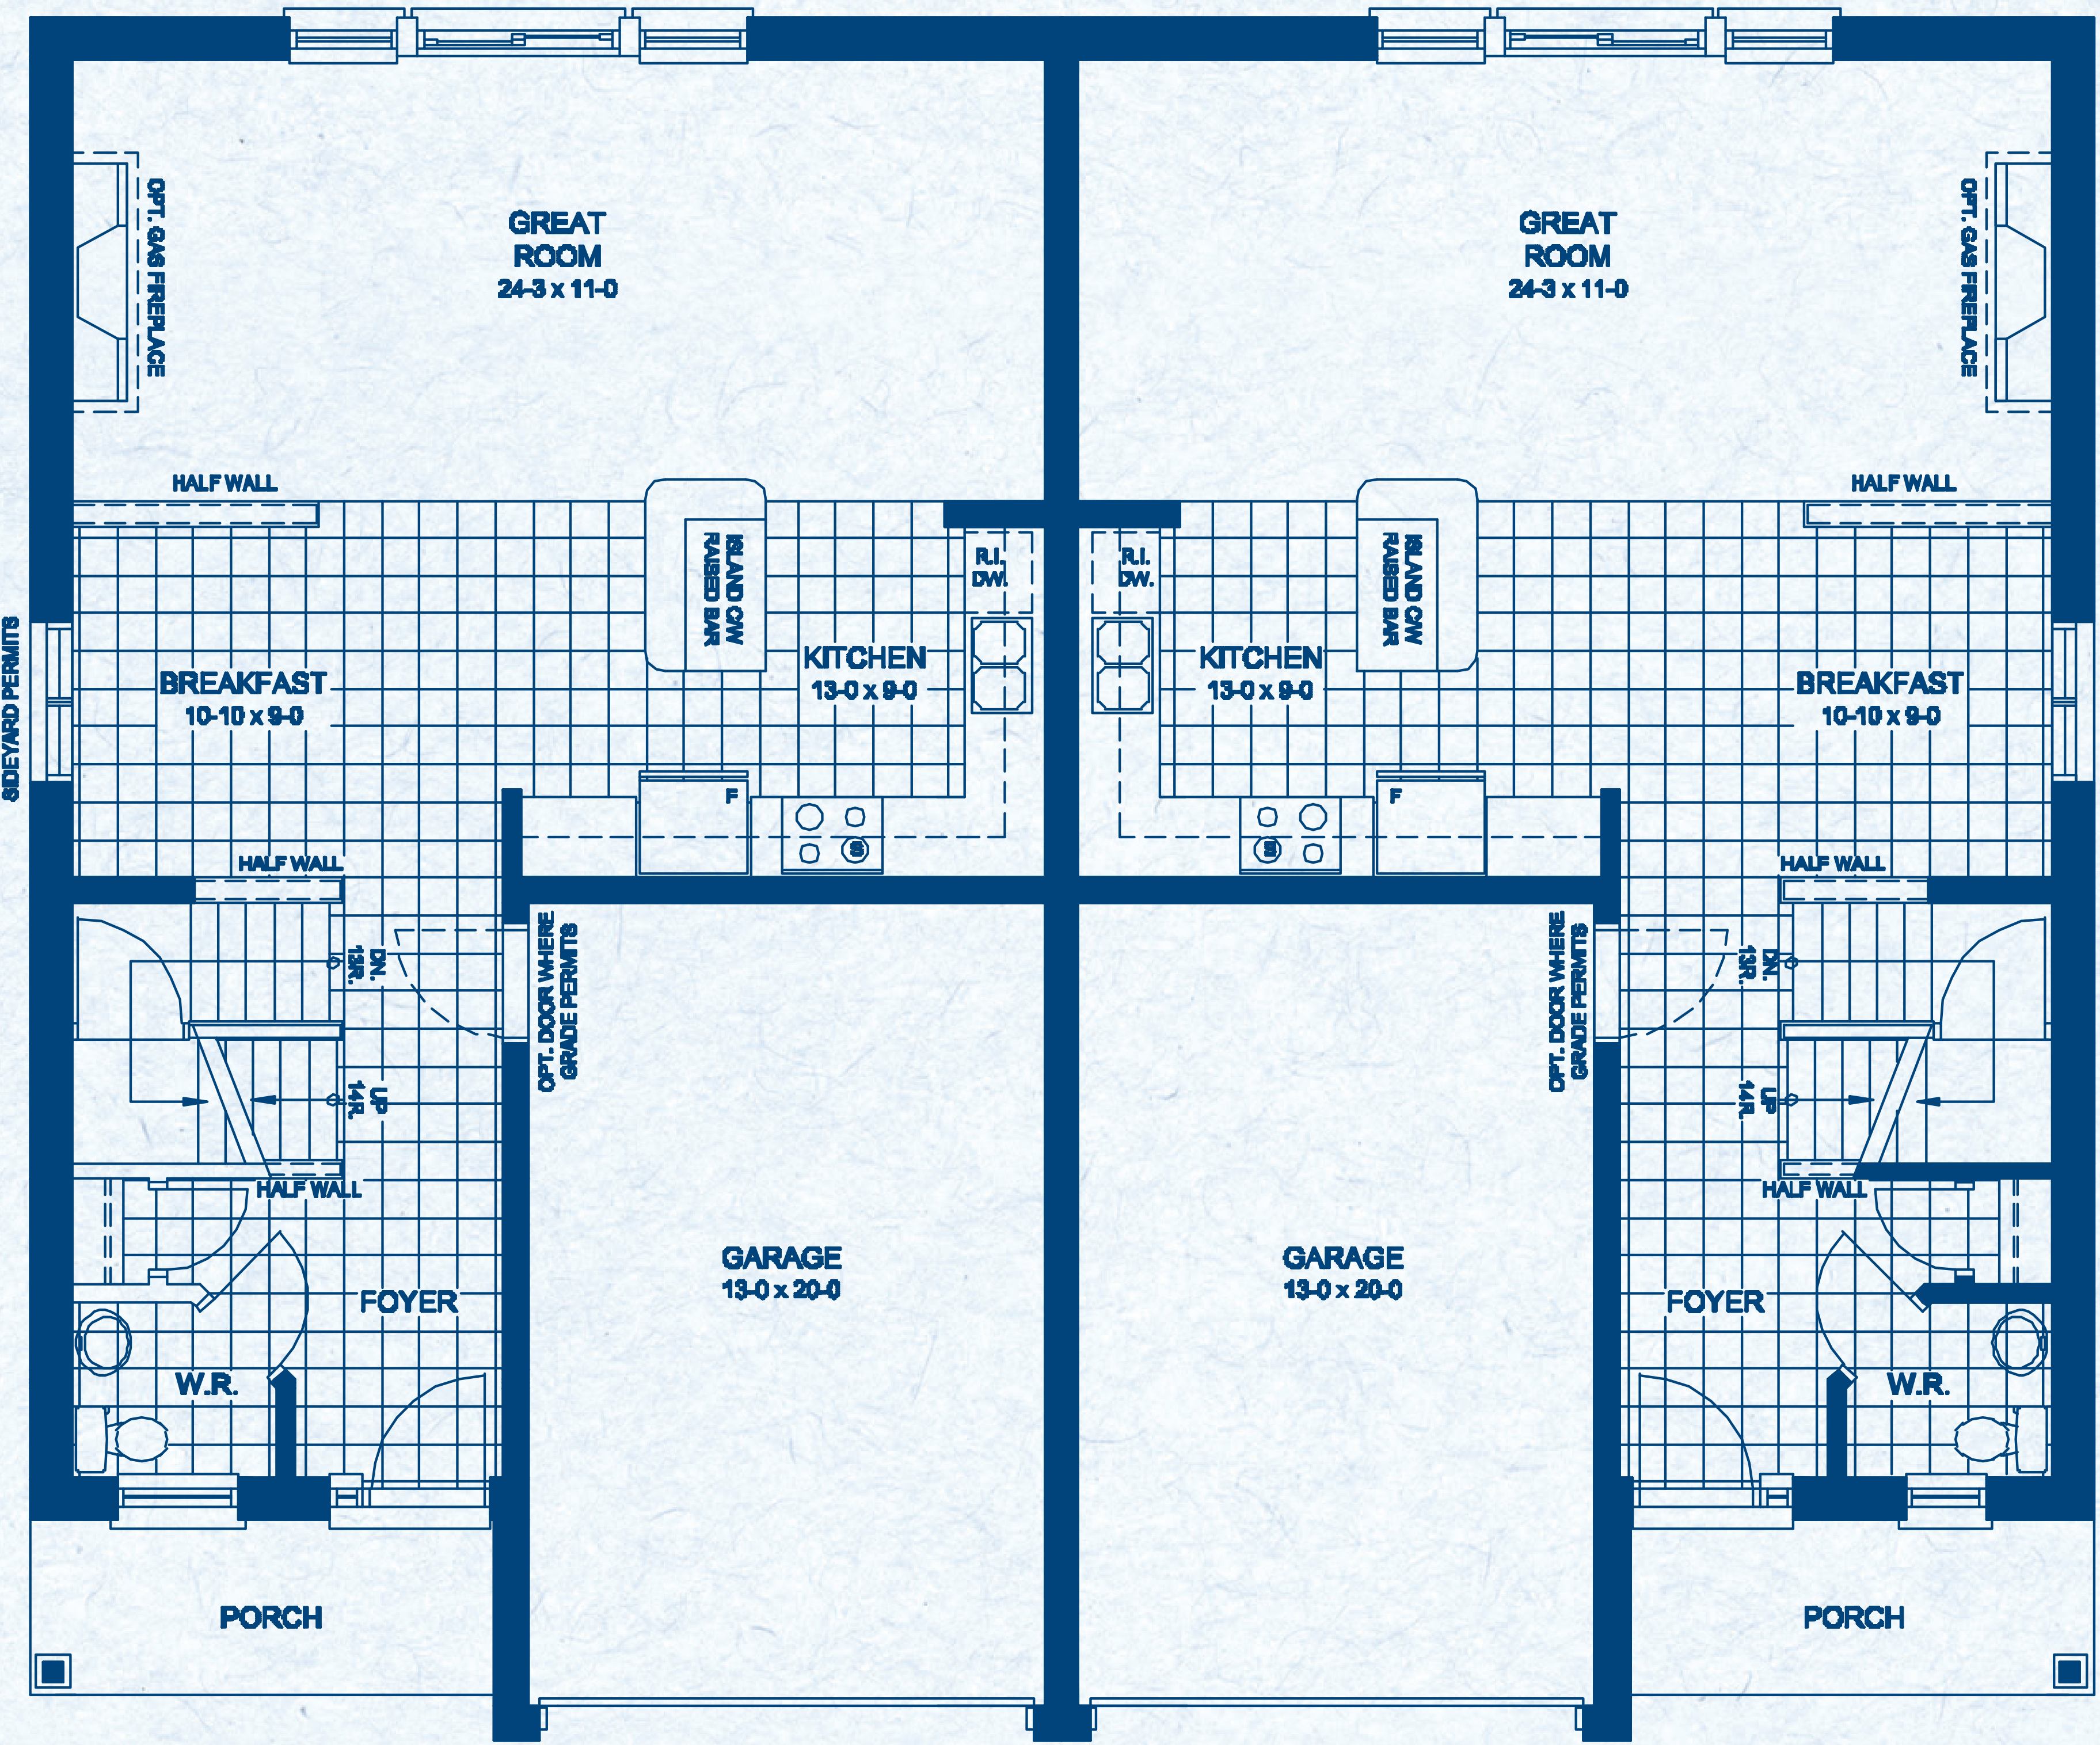 GREAT
ROOM
24-3 x 11-0
OPT. GAS FIREPLACE
GREAT
ROOM
24-3 x 11-0
OPT. GAS FIREPLACE
HALF WALL
HALF WALL
ISLAND C/W
RAISED BAR
R.I.
DW.
R.I.
DW.
ISLAND C/W
RAISED BAR
SIDEYARD PERMITS
BREAKFAST
10-10 x 9-0
KITCHEN
13-0 x 9-0
KITCHEN
13-0 x 9-0
BREAKFAST
10-10 x 9-0
F
F
S
S
HALF WALL
HALF WALL
DN.
13R.
OPT. DOOR WHERE
GRADE PERMITS
OPT. DOOR WHERE
GRADE PERMITS
DN.
13R.
UP
14R.
UP
14R.
HALF WALL
HALF WALL
FOYER
GARAGE
13-0 x 20-0
GARAGE
13-0 x 20-0
FOYER
W.R.
W.R.
PORCH
PORCH